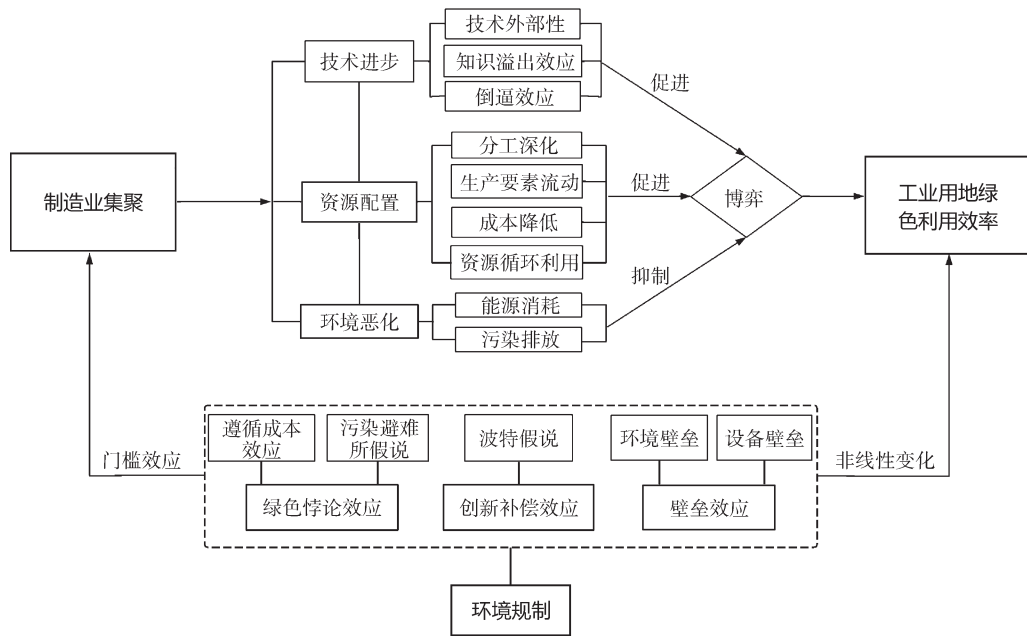 技术外部性
技术进步
知识溢出效应
倒逼效应
促进
制造业集聚
资源配置
分工深化
生产要素流动
成本降低
资源循环利用
促进
博弈
工业用地绿
色利用效率
环境恶化
能源消耗
污染排放
抑制
门槛效应
遵循成本
效应
污染避难
所假说
波特假说
环境壁垒
设备壁垒
非线性变化
绿色悖论效应
创新补偿效应
壁垒效应
环境规制